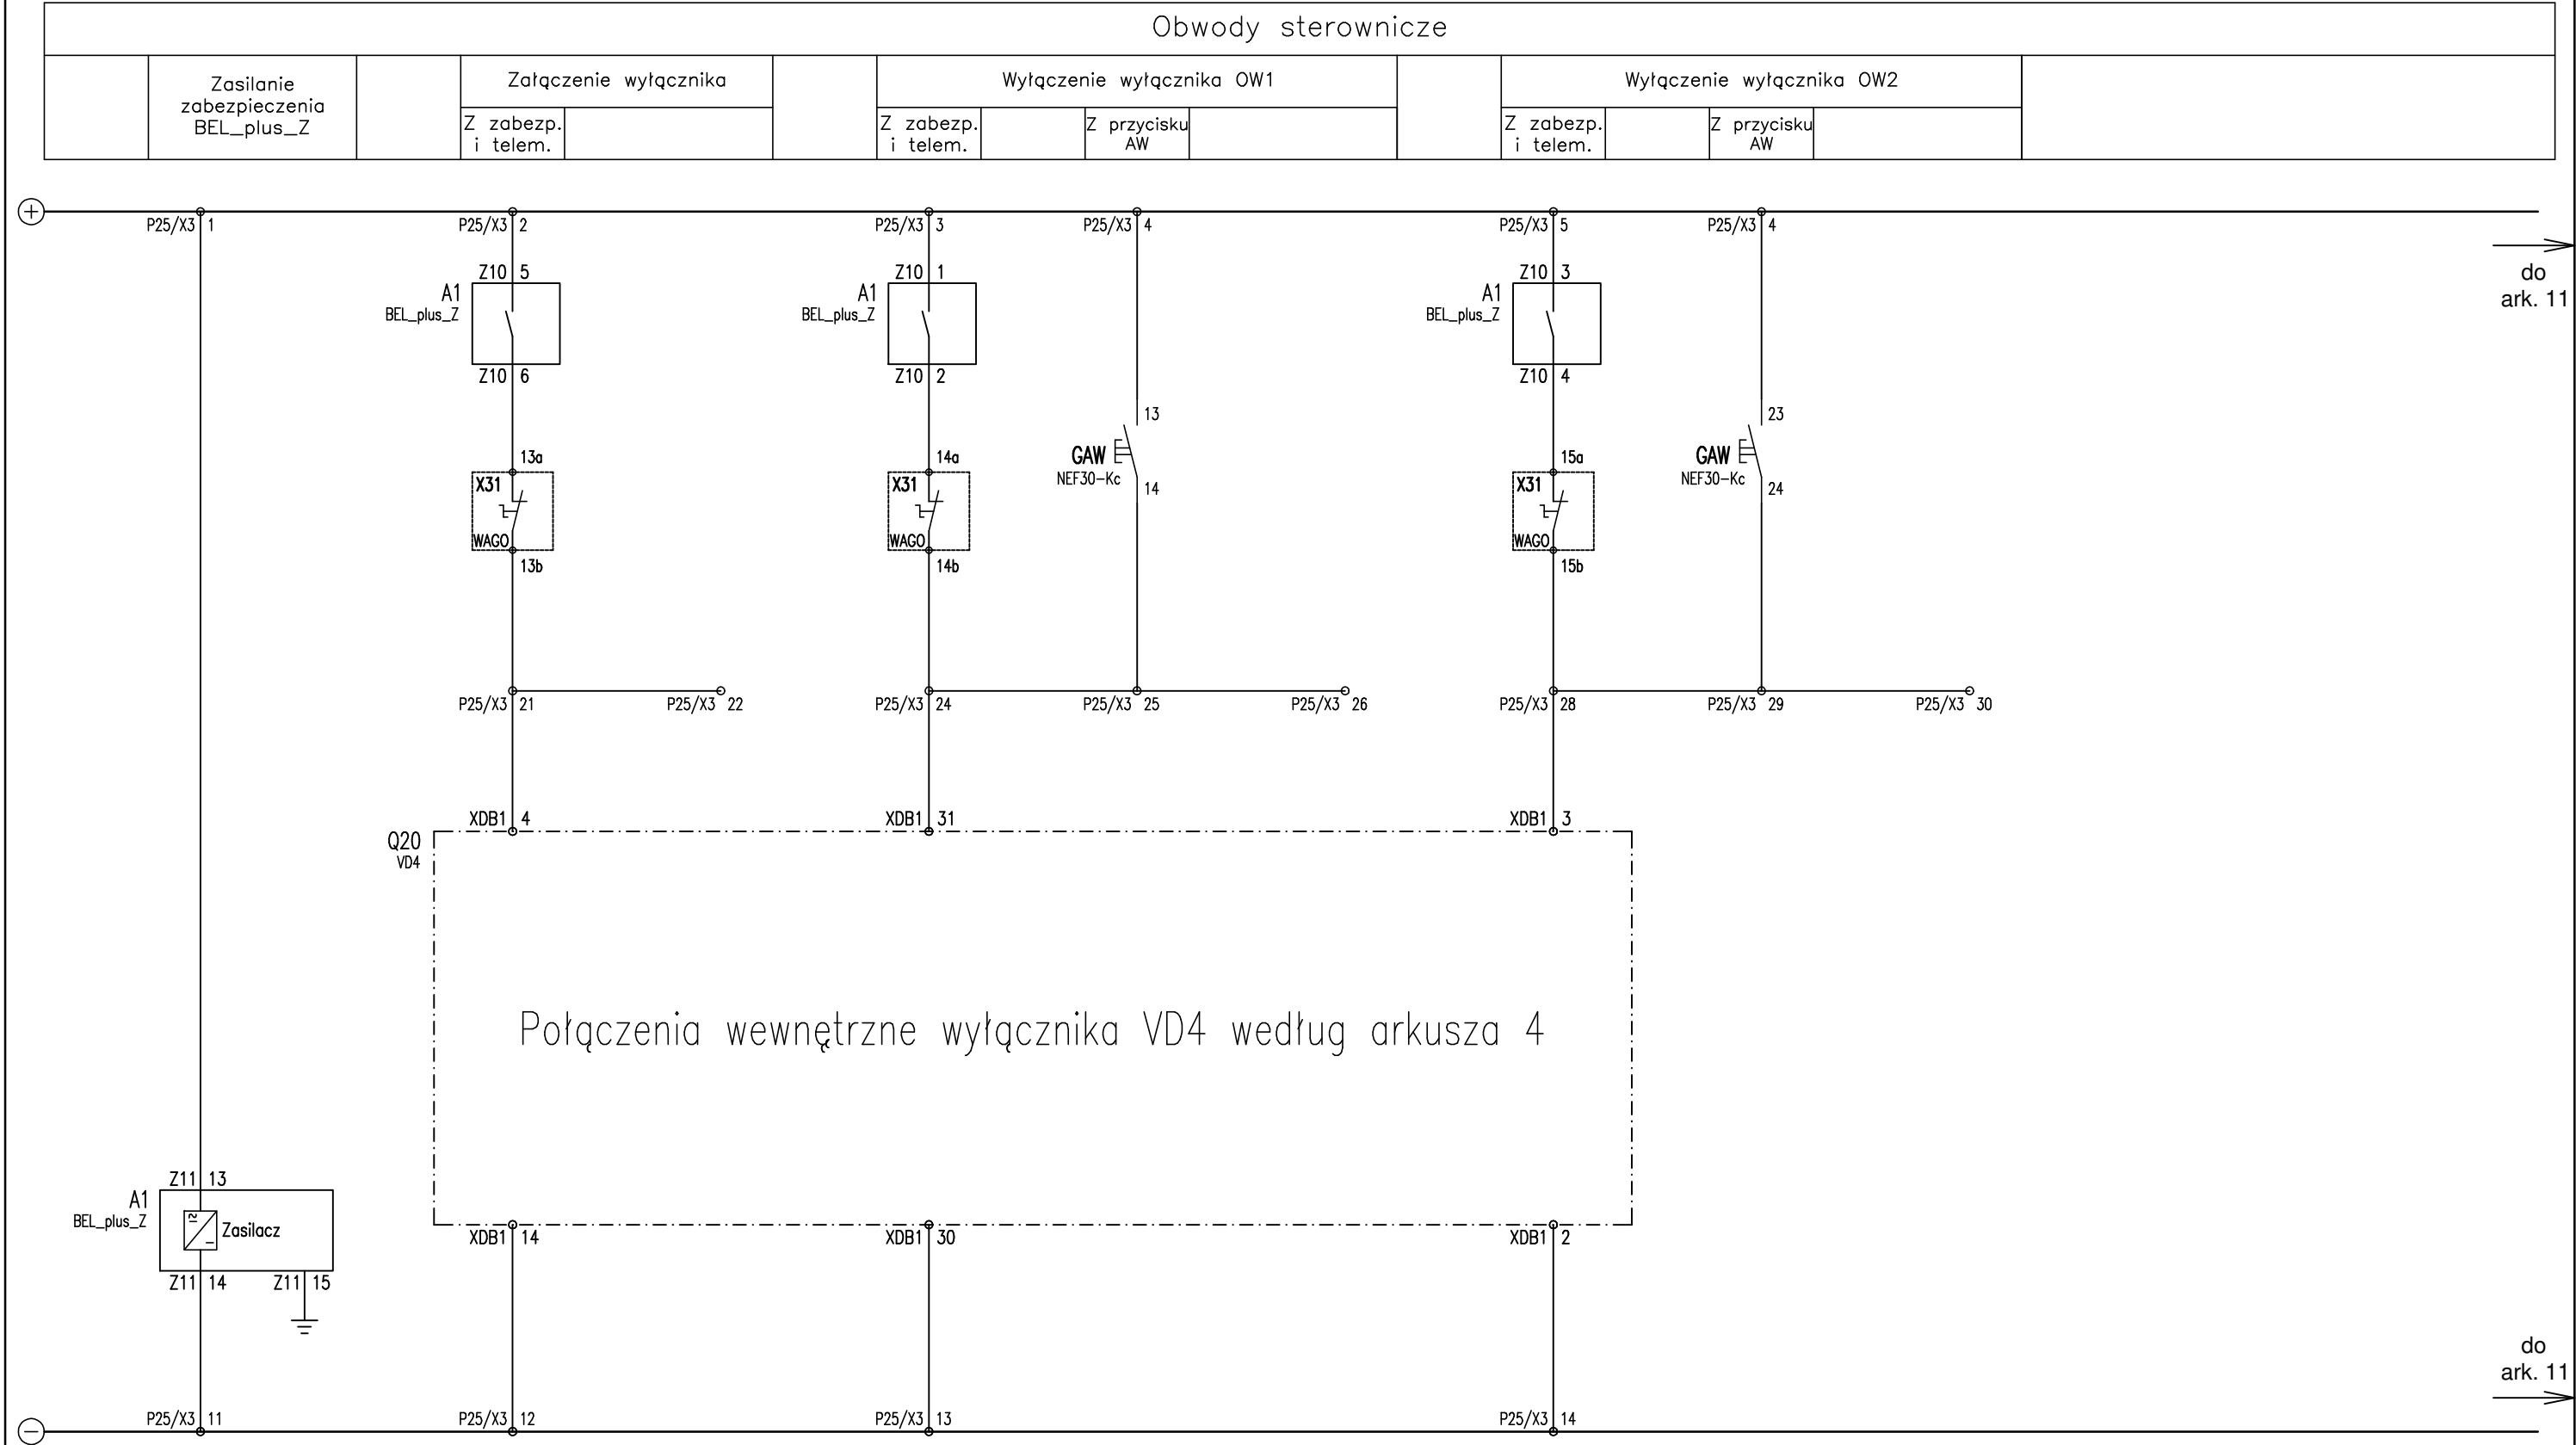 Obwody sterownicze
Zasilanie
zabezpieczenia
BEL_plus_Z
Załączenie wyłącznika
Z zabezp.
i telem.
Wyłączenie wyłącznika OW1
Z zabezp.
i telem.
Z przycisku
AW
Wyłączenie wyłącznika OW2
Z zabezp.
i telem.
Z przycisku
AW
+
P25/X3 1
P25/X3 2
P25/X3 3
P25/X3 4
P25/X3 5
P25/X3 4
do
ark. 11
Z10 5
A1
BEL_plus_Z
Z10 6
Z10 1
A1
BEL_plus_Z
Z10 2
Z10 3
A1
BEL_plus_Z
Z10 4
13a
X31
WAGO
13b
14a
X31
WAGO
14b
13
GAW
NEF30-Kc
14
15a
X31
WAGO
15b
23
GAW
NEF30-Kc
24
P25/X3 21
P25/X3 22
P25/X3 24
P25/X3 25
P25/X3 26
P25/X3 28
P25/X3 29
P25/X3 30
XDB1 4
XDB1 31
XDB1 3
Q20
VD4
Połączenia wewnętrzne wyłącznika VD4 według arkusza 4
Z11 13
A1
BEL_plus_Z
Zasilacz
Z11 14
Z11 15
XDB1 14
XDB1 30
XDB1 2
do
ark. 11
P25/X3 11
P25/X3 12
P25/X3 13
P25/X3 14
−